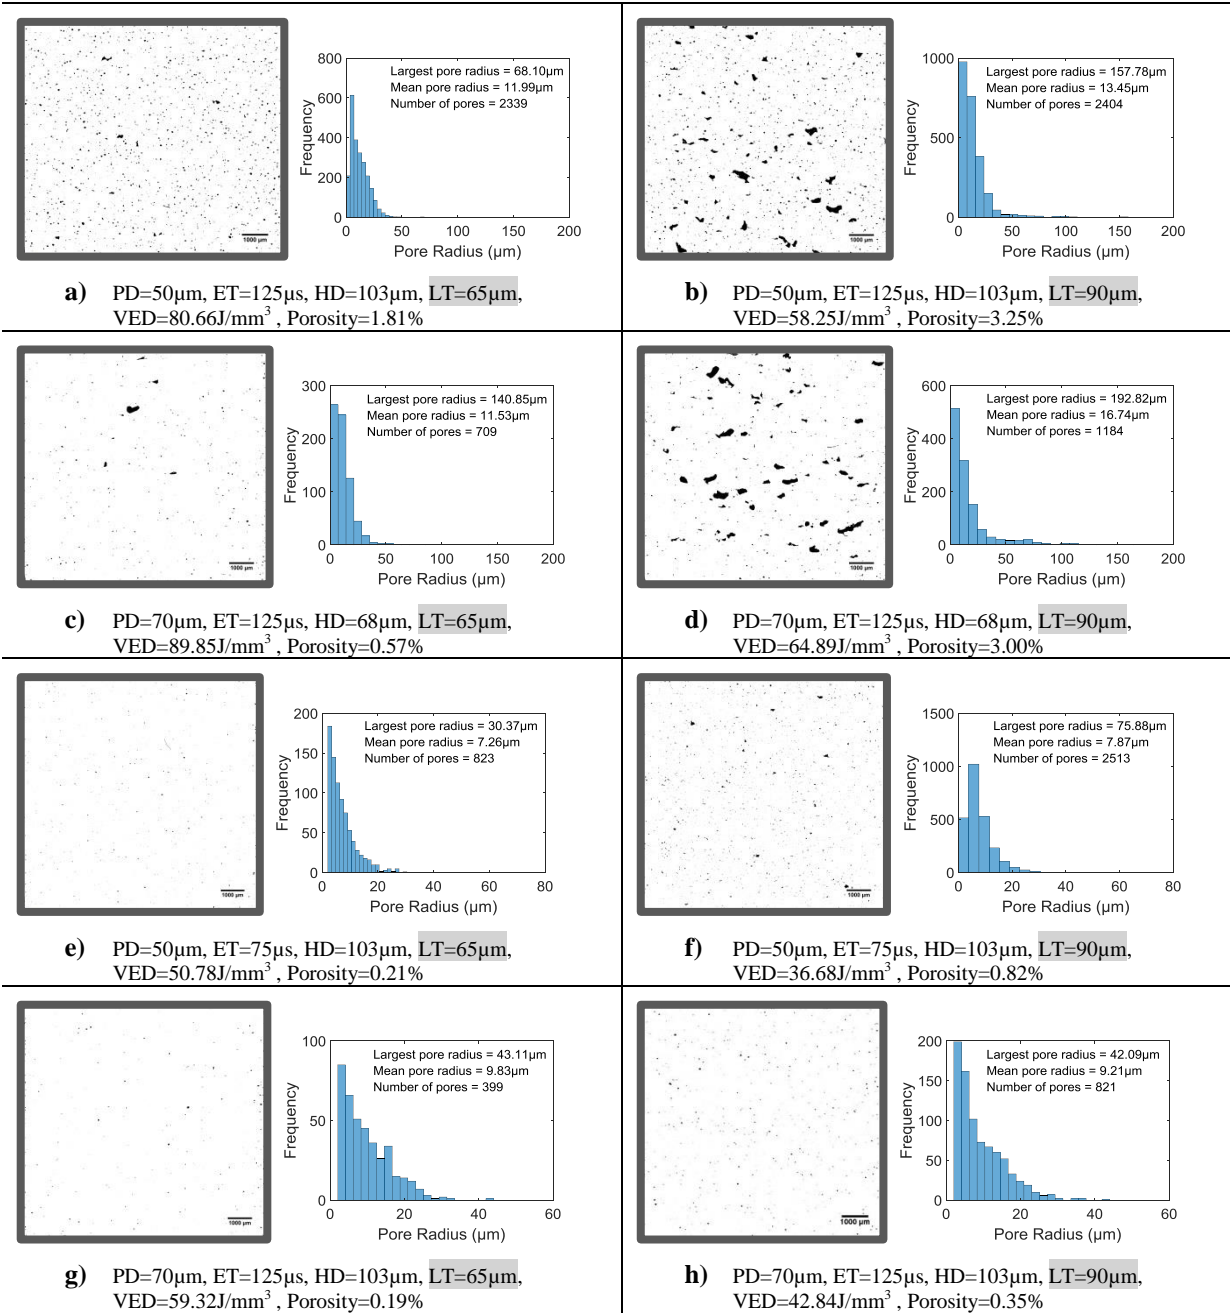 800
600
400
200
0
Frequency
Largest pore radius = 68.10µm
Mean pore radius = 11.99µm
Number of pores = 2339
0 50 100 150 200
Pore Radius (µm)
1000 µm
a) PD=50µm, ET=125µs, HD=103µm, LT=65µm,
VED=80.66J/mm³ , Porosity=1.81%
1000
500
0
Frequency
Largest pore radius = 157.78µm
Mean pore radius = 13.45µm
Number of pores = 2404
0 50 100 150 200
Pore Radius (µm)
1000 µm
b) PD=50µm, ET=125µs, HD=103µm, LT=90µm,
VED=58.25J/mm³ , Porosity=3.25%
300
200
100
0
Frequency
Largest pore radius = 140.85µm
Mean pore radius = 11.53µm
Number of pores = 709
0 50 100 150 200
Pore Radius (µm)
1000 µm
c) PD=70µm, ET=125µs, HD=68µm, LT=65µm,
VED=89.85J/mm³ , Porosity=0.57%
600
400
200
0
Frequency
Largest pore radius = 192.82µm
Mean pore radius = 16.74µm
Number of pores = 1184
0 50 100 150 200
Pore Radius (µm)
1000 µm
d) PD=70µm, ET=125µs, HD=68µm, LT=90µm,
VED=64.89J/mm³ , Porosity=3.00%
200
150
100
50
0
Frequency
Largest pore radius = 30.37µm
Mean pore radius = 7.26µm
Number of pores = 823
0 20 40 60 80
Pore Radius (µm)
1000 µm
e) PD=50µm, ET=75µs, HD=103µm, LT=65µm,
VED=50.78J/mm³ , Porosity=0.21%
1500
1000
500
0
Frequency
Largest pore radius = 75.88µm
Mean pore radius = 7.87µm
Number of pores = 2513
0 20 40 60 80
Pore Radius (µm)
1000 µm
f) PD=50µm, ET=75µs, HD=103µm, LT=90µm,
VED=36.68J/mm³ , Porosity=0.82%
100
50
0
Frequency
Largest pore radius = 43.11µm
Mean pore radius = 9.83µm
Number of pores = 399
0 20 40 60
Pore Radius (µm)
1000 µm
g) PD=70µm, ET=125µs, HD=103µm, LT=65µm,
VED=59.32J/mm³ , Porosity=0.19%
200
150
100
50
0
Frequency
Largest pore radius = 42.09µm
Mean pore radius = 9.21µm
Number of pores = 821
0 20 40 60
Pore Radius (µm)
1000 µm
h) PD=70µm, ET=125µs, HD=103µm, LT=90µm,
VED=42.84J/mm³ , Porosity=0.35%